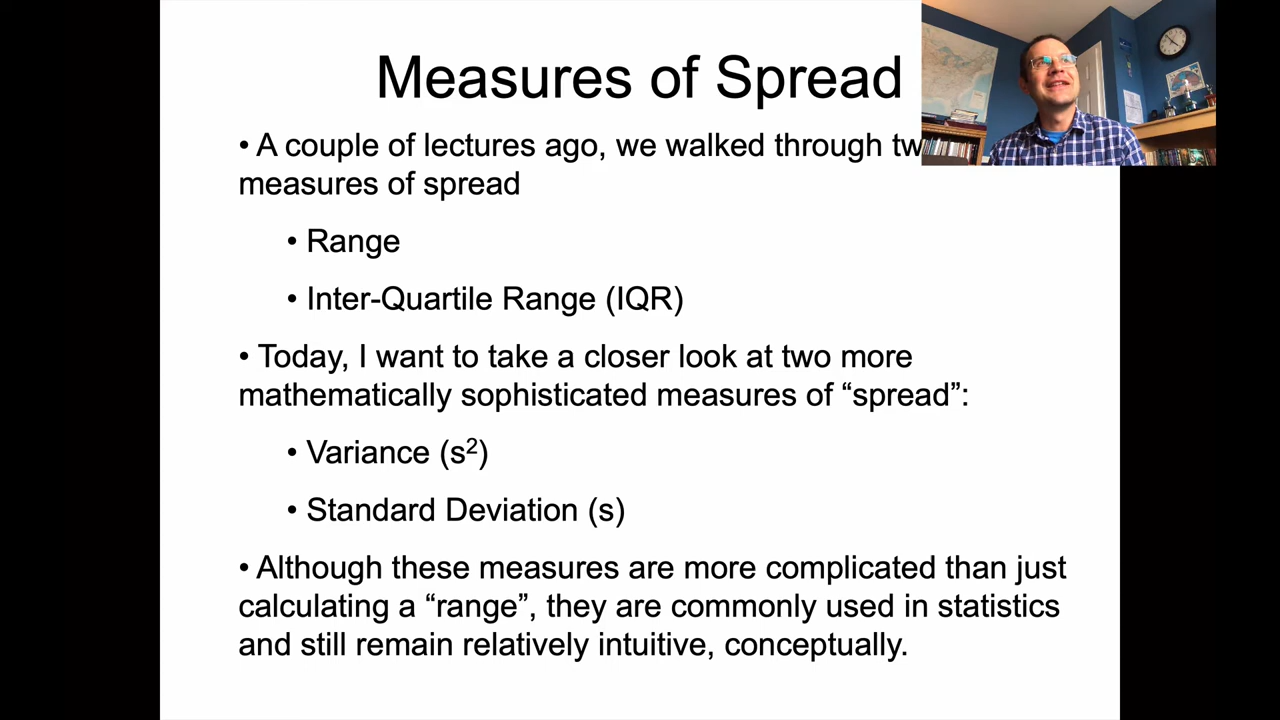 Measures of Spread
• A couple of lectures ago, we walked through
measures of spread
• Range
• Inter-Quartile Range (IQR)
• Today, I want to take a closer look at two more
mathematically sophisticated measures of “spread”:
• Variance (s²)
• Standard Deviation (s)
• Although these measures are more complicated than just
calculating a “range”, they are commonly used in statistics
and still remain relatively intuitive, conceptually.